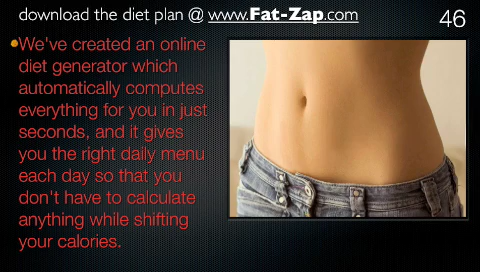 download the diet plan @ www.Fat-Zap.com
46
We've created an online
diet generator which
automatically computes
everything for you in just
seconds, and it gives
you the right daily menu
each day so that you
don't have to calculate
anything while shifting
your calories.